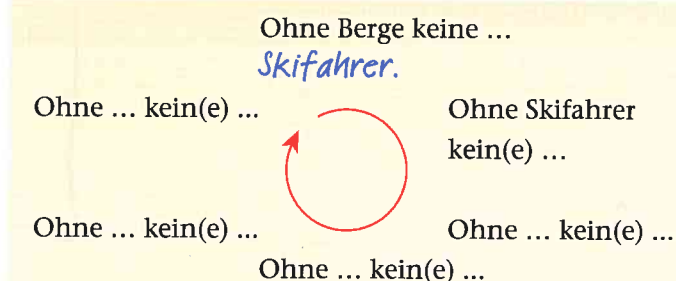 Ohne Berge keine ...
Skifahrer.
Ohne ... kein(e) ...
Ohne Skifahrer
kein(e) ...
Ohne ... kein(e) ...
Ohne ... kein(e) ...
Ohne ... kein(e) ...